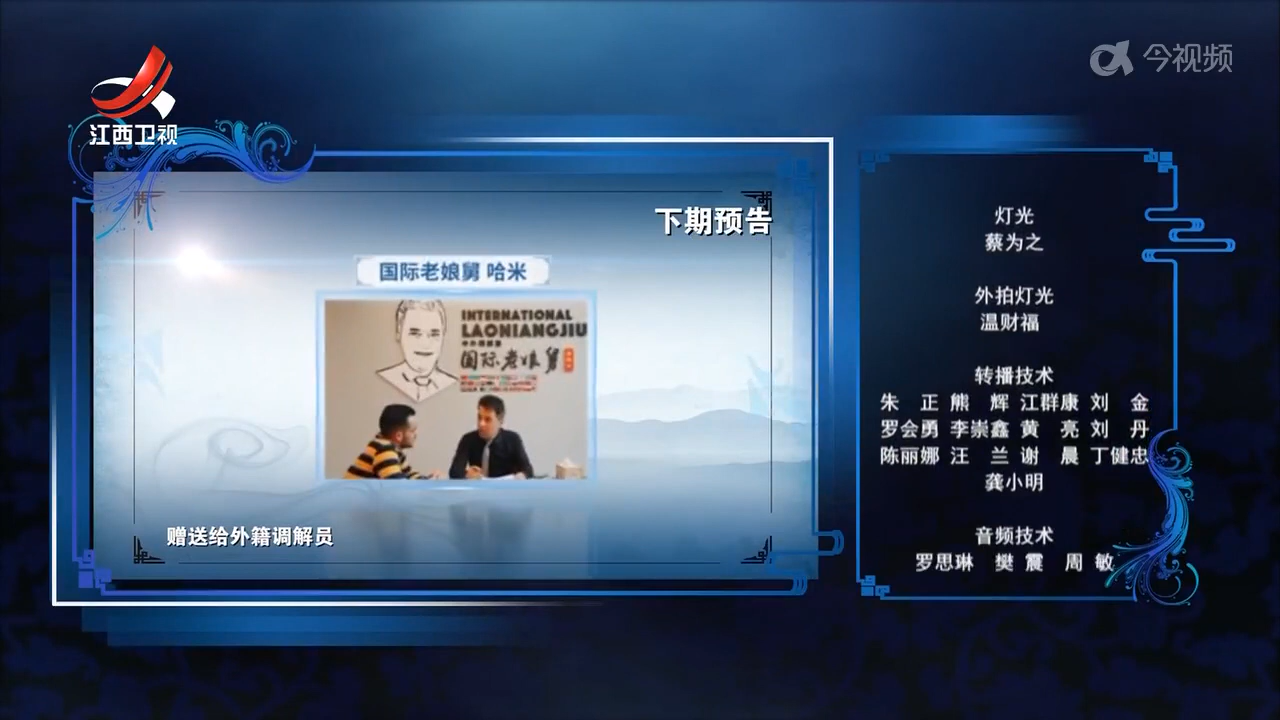 江西卫视
今视频
下期预告
国际老娘舅 哈米
INTERNATIONAL
LAONIANGJIU
国际老娘舅
赠送给外籍调解员
灯光
蔡为之
外拍灯光
温财福
转播技术
朱 正 熊 辉 江群康 刘 金
罗会勇 李崇鑫 黄 亮 刘 丹
陈丽娜 汪 兰 谢 晨 丁健忠
龚小明
音频技术
罗思琳 樊 震 周 敏